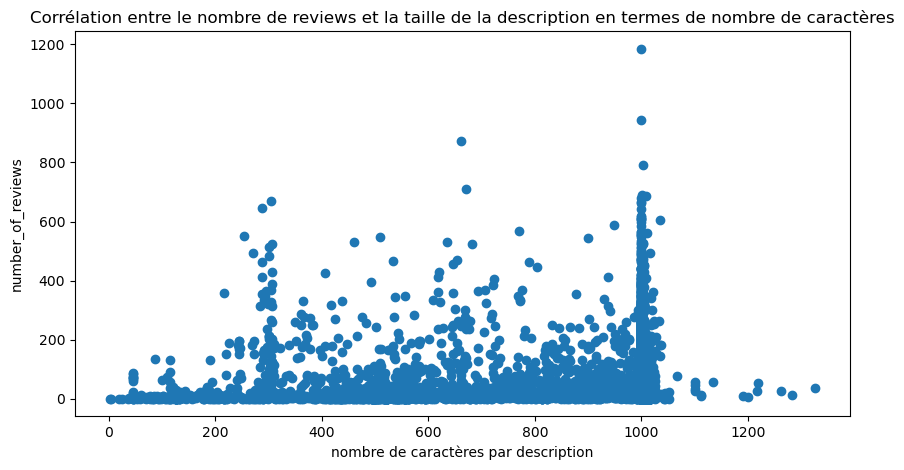 Corrélation entre le nombre de reviews et la taille de la description en termes de nombre de caractères
1200
1000
800
600
400
200
0
number_of_reviews
0 200 400 600 800 1000 1200
nombre de caractères par description